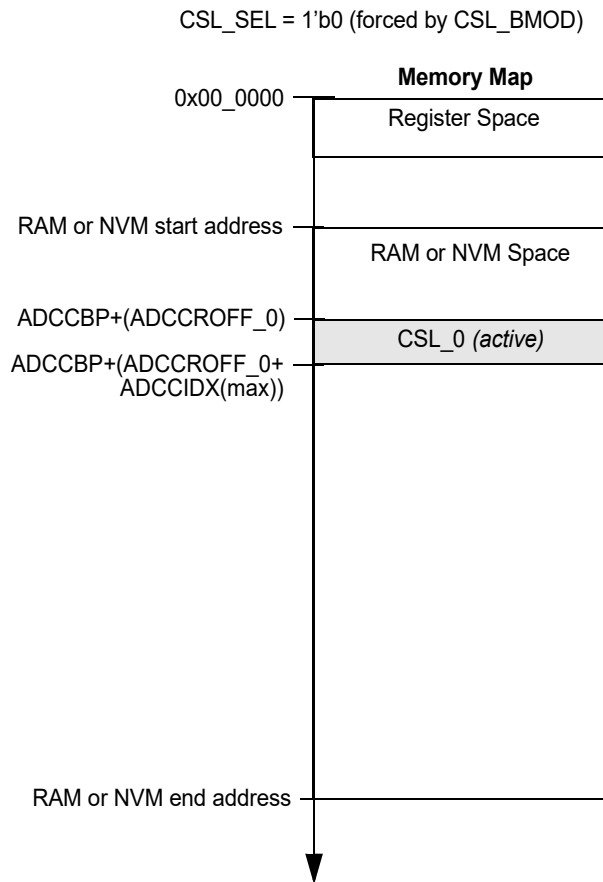 CSL_SEL = 1'b0 (forced by CSL_BMOD)
Memory Map
0x00_0000
Register Space
RAM or NVM start address
RAM or NVM Space
ADCCBP+(ADCCROFF_0)
CSL_0 (active)
ADCCBP+(ADCCROFF_0+
ADCCIDX(max))
RAM or NVM end address